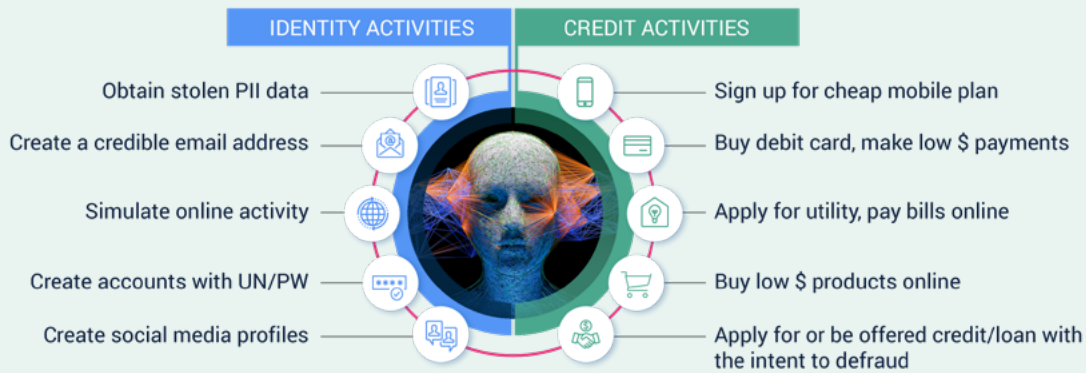 IDENTITY ACTIVITIES
CREDIT ACTIVITIES
Obtain stolen PII data
Create a credible email address
Simulate online activity
Create accounts with UN/PW
Create social media profiles
Sign up for cheap mobile plan
Buy debit card, make low $ payments
Apply for utility, pay bills online
Buy low $ products online
Apply for or be offered credit/loan with
the intent to defraud